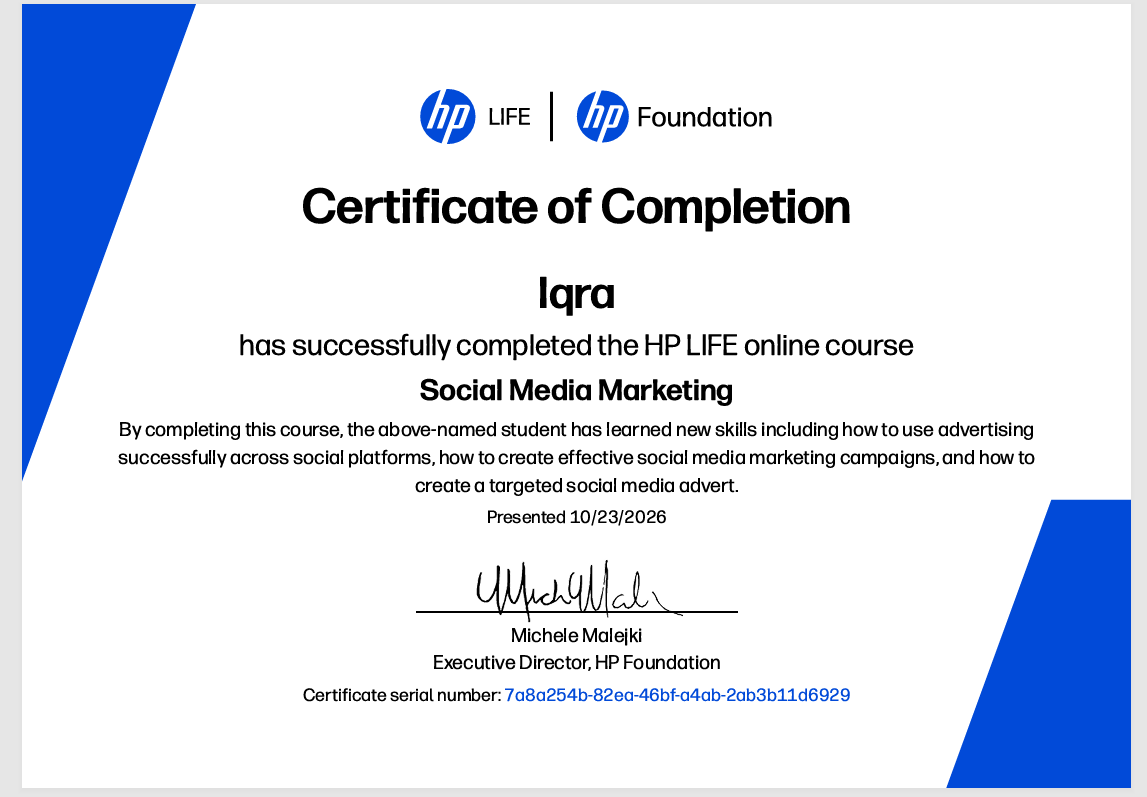 hp LIFE | hp Foundation
Certificate of Completion
Iqra
has successfully completed the HP LIFE online course
Social Media Marketing
By completing this course, the above-named student has learned new skills including how to use advertising
successfully across social platforms, how to create effective social media marketing campaigns, and how to
create a targeted social media advert.
Presented 10/23/2026
Michele Malejki
Executive Director, HP Foundation
Certificate serial number: 7a8a254b-82ea-46bf-a4ab-2ab3b11d6929